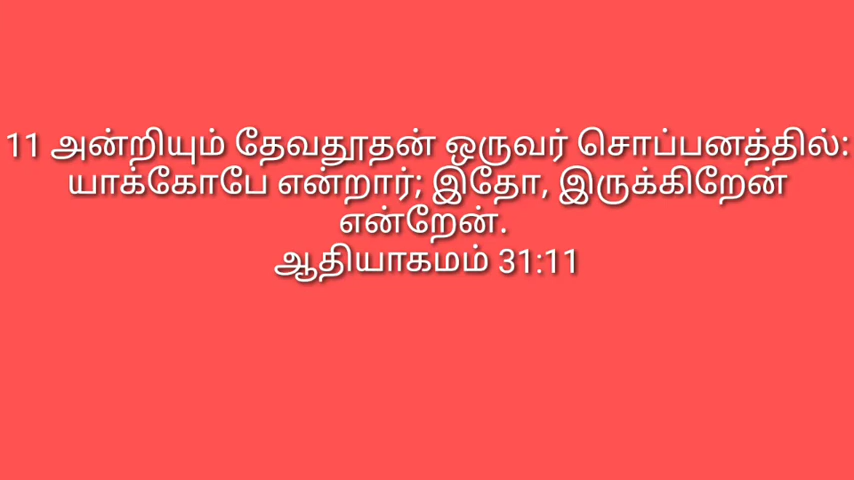 11 அன்றியும் தேவதூதன் ஒருவர் சொப்பனத்தில்:
யாக்கோபே என்றார்; இதோ, இருக்கிறேன்
என்றேன்.
ஆதியாகமம் 31:11